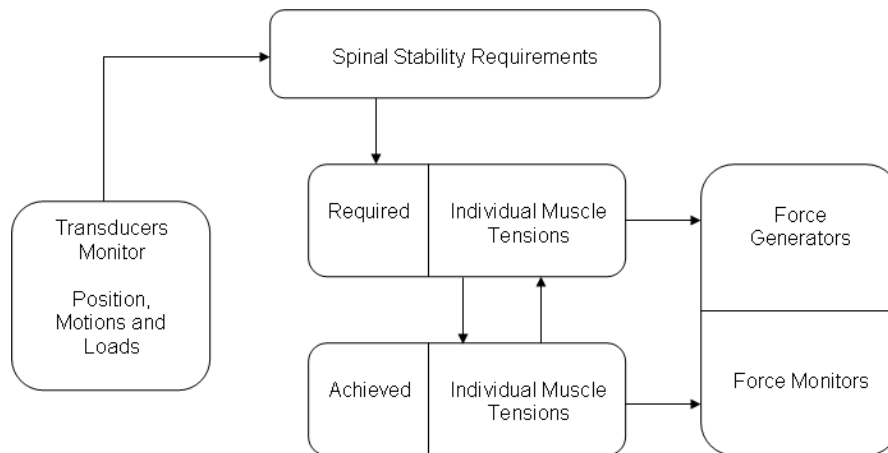 Spinal Stability Requirements
Transducers
Monitor
Position,
Motions and
Loads
Required
Individual Muscle
Tensions
Force
Generators
Achieved
Individual Muscle
Tensions
Force Monitors